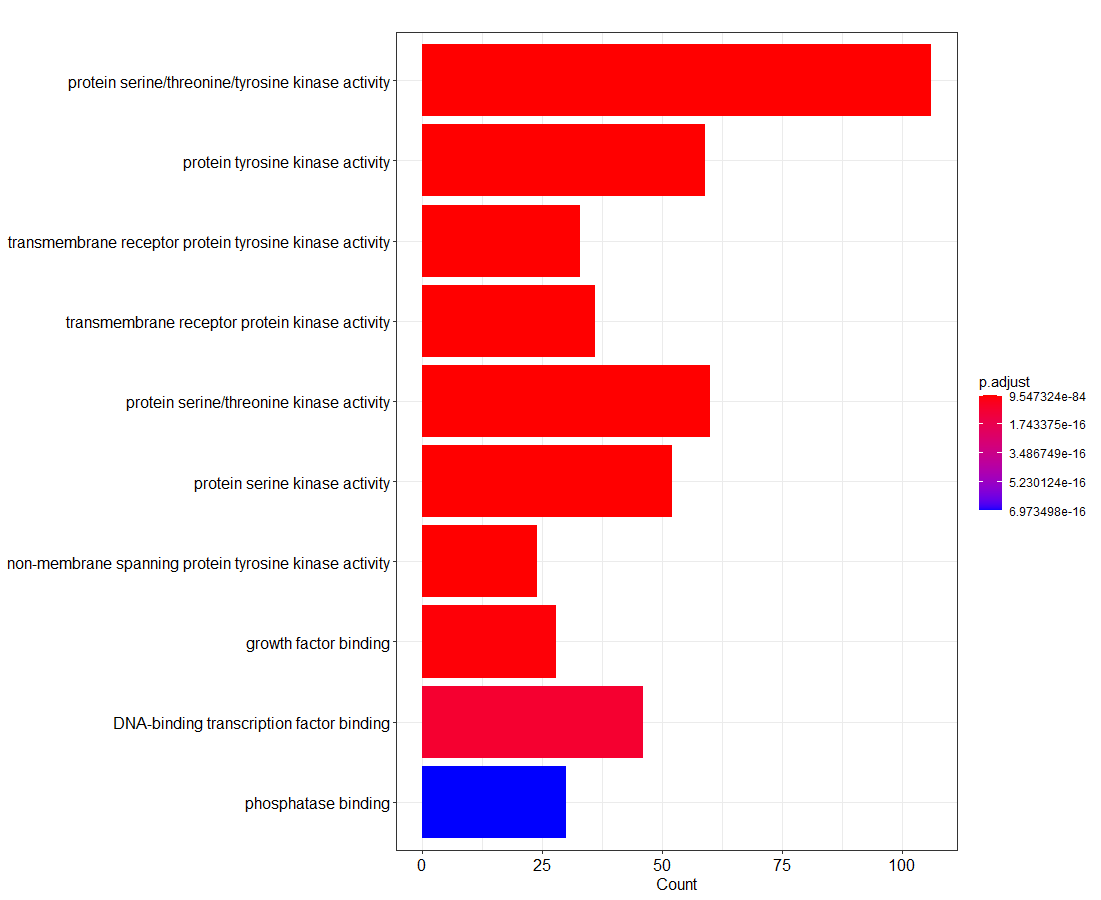 protein serine/threonine/tyrosine kinase activity
protein tyrosine kinase activity
transmembrane receptor protein tyrosine kinase activity
transmembrane receptor protein kinase activity
protein serine/threonine kinase activity
protein serine kinase activity
non-membrane spanning protein tyrosine kinase activity
growth factor binding
DNA-binding transcription factor binding
phosphatase binding
0 25 50 75 100
Count
p.adjust
9.547324e-84
1.743375e-16
3.486749e-16
5.230124e-16
6.973498e-16